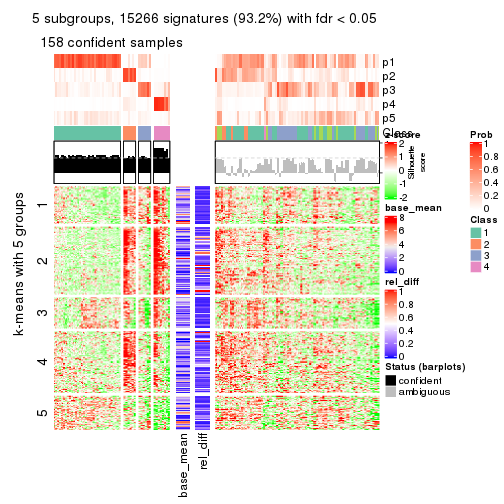 5 subgroups, 15266 signatures (93.2%) with fdr < 0.05
158 confident samples
p1
p2
p3
p4
p5
Class
z-score
2
1
0
-1
-2
Silhouette
score
Prob
1
0.8
0.6
0.4
0.2
0
Class
1
2
3
4
base_mean
8
6
4
2
0
rel_diff
1
0.8
0.6
0.4
0.2
0
Status (barplots)
confident
ambiguous
k-means with 5 groups
1
2
3
4
5
base_mean
rel_diff